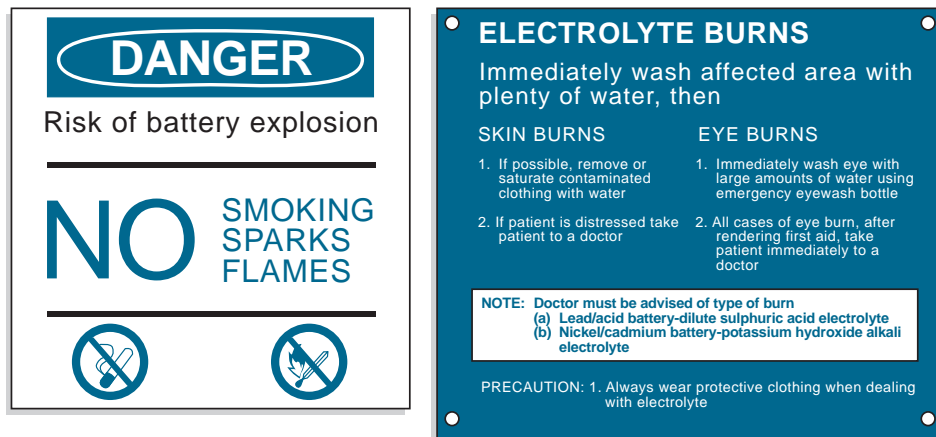 DANGER
Risk of battery explosion
NO
SMOKING
SPARKS
FLAMES
ELECTROLYTE BURNS
Immediately wash affected area with
plenty of water, then
SKIN BURNS
1. If possible, remove or
saturate contaminated
clothing with water
2. If patient is distressed take
patient to a doctor
EYE BURNS
1. Immediately wash eye with
large amounts of water using
emergency eyewash bottle
2. All cases of eye burn, after
rendering first aid, take
patient immediately to a
doctor
NOTE: Doctor must be advised of type of burn
(a) Lead/acid battery-dilute sulphuric acid electrolyte
(b) Nickel/cadmium battery-potassium hydroxide alkali
electrolyte
PRECAUTION: 1. Always wear protective clothing when dealing
with electrolyte